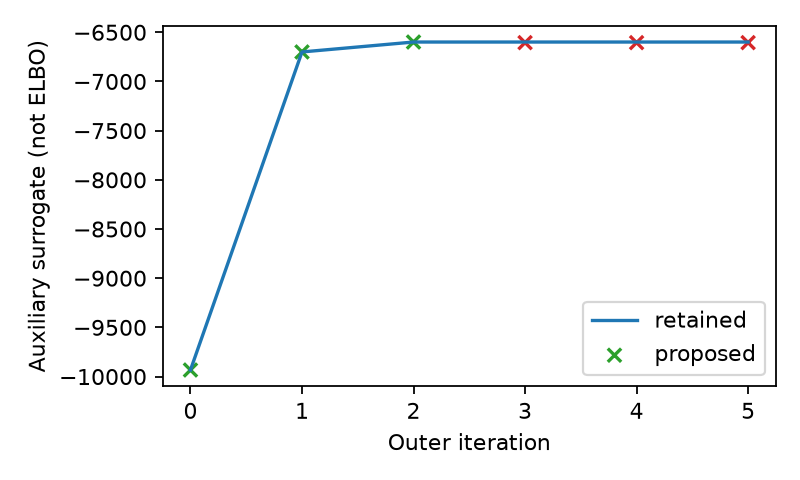 Auxiliary surrogate (not ELBO)
−6500
−7000
−7500
−8000
−8500
−9000
−9500
−10000
retained
proposed
0 1 2 3 4 5
Outer iteration